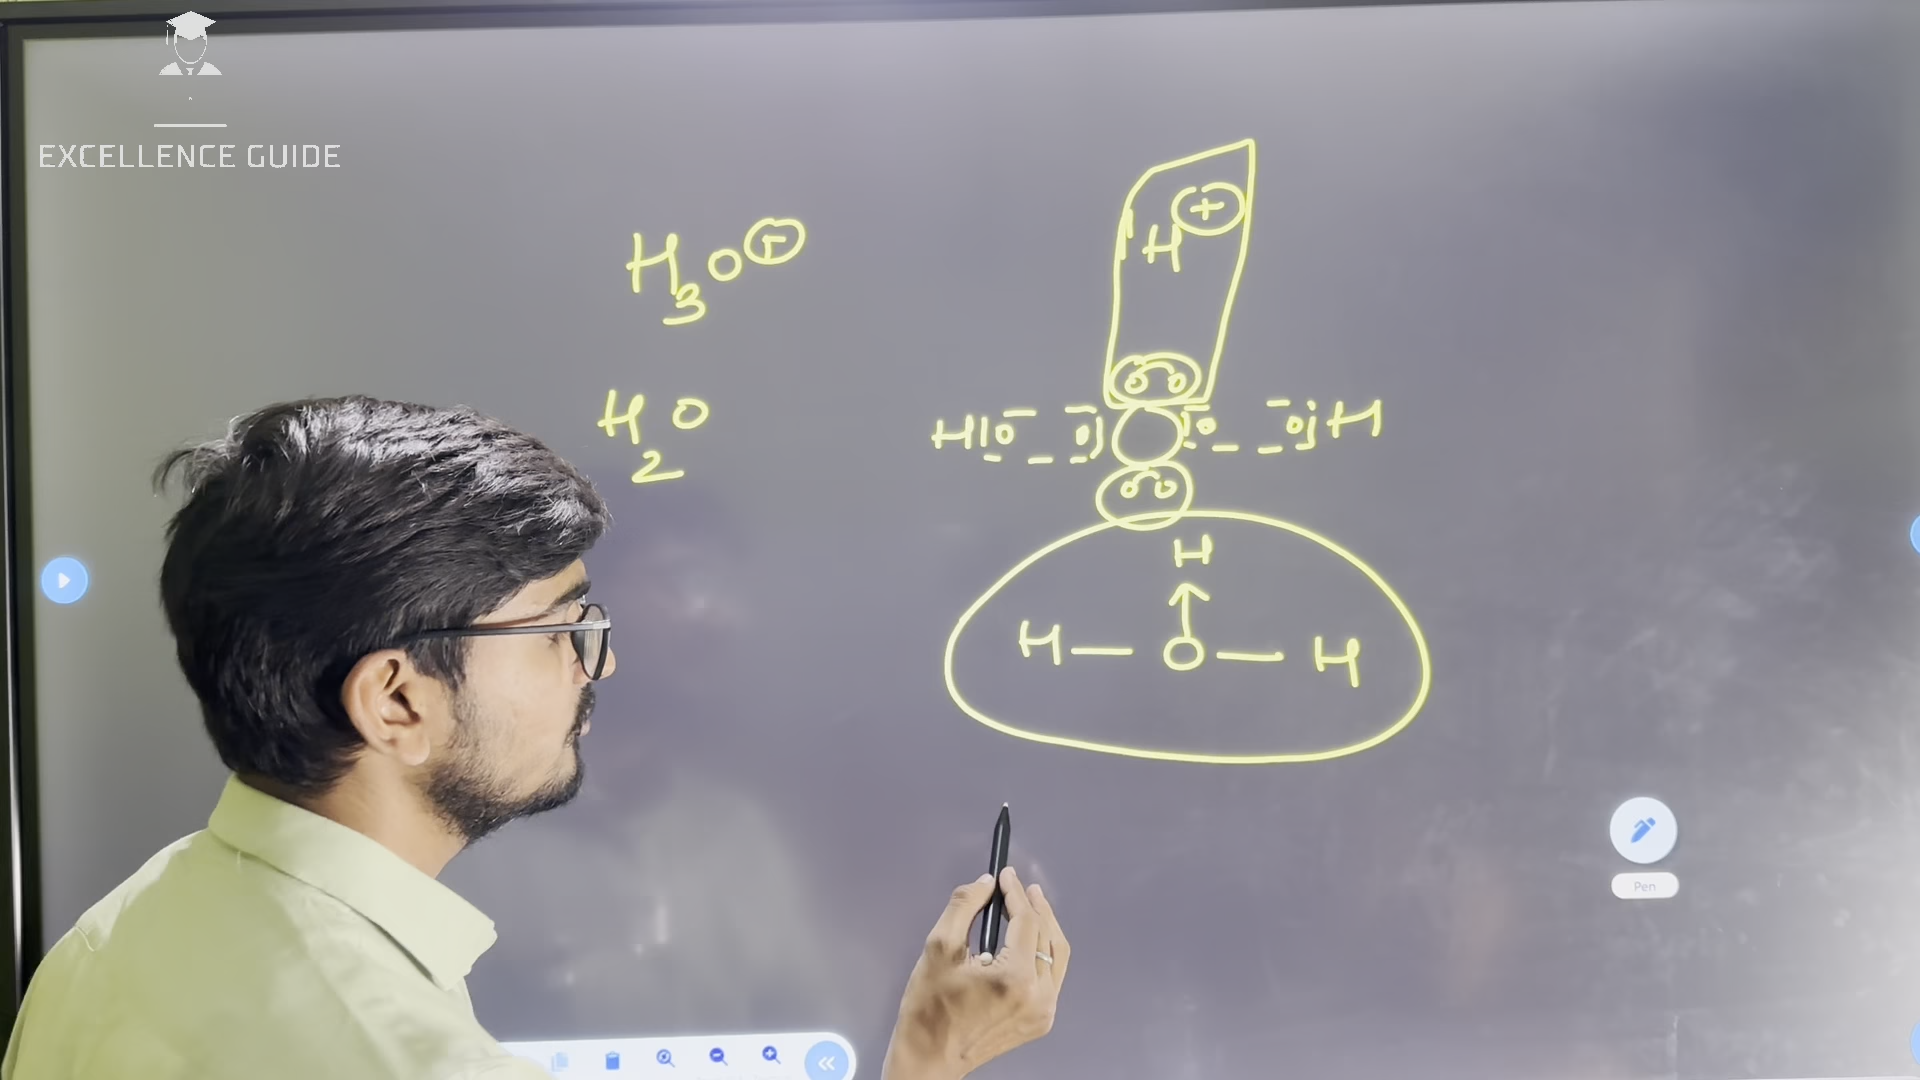 EXCELLENCE GUIDE
H3O+
H2O
H+
H O H
H
H — O — H
Pen